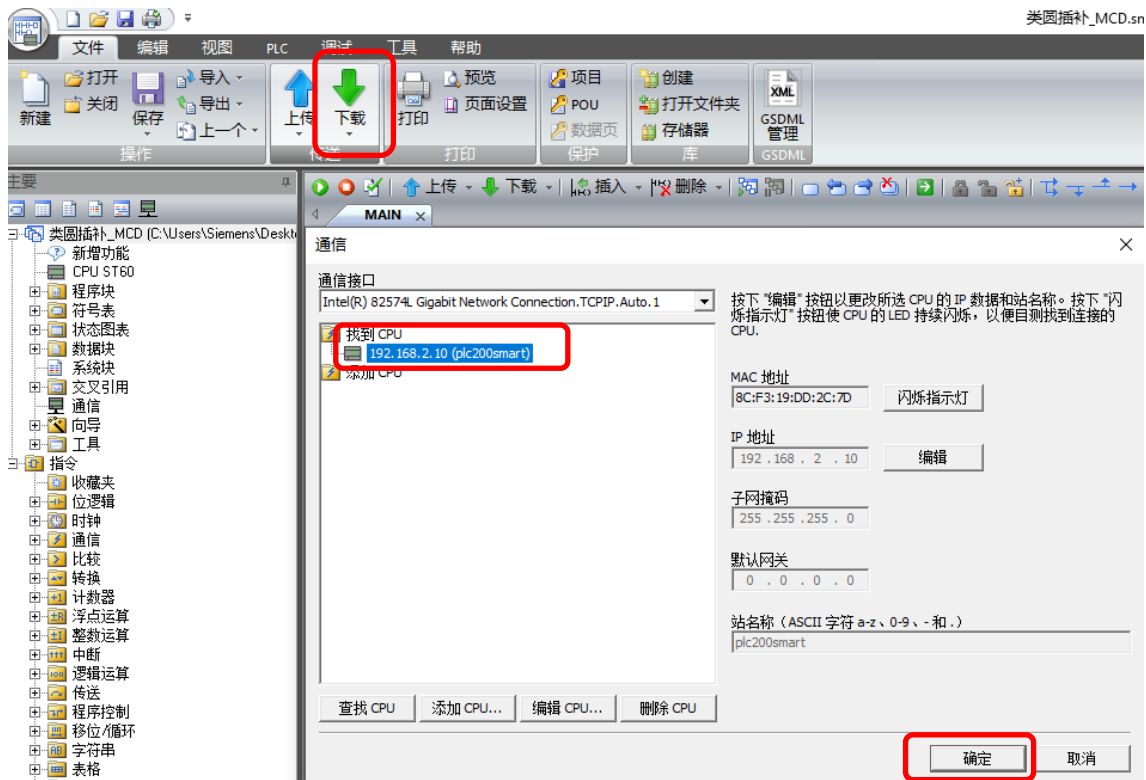 类圆插补_MCD.sm
文件 编辑 视图 PLC 调试 工具 帮助
新建
打开
关闭
保存
导入
导出
上一个
操作
上传
下载
传送
打印
预览
页面设置
打印
项目
POU
数据页
保护
创建
打开文件夹
存储器
库
XML
GSDML
管理
GSDML
主要
上传 下载 插入 删除
MAIN
类圆插补_MCD (C:\Users\Siemens\Deskt
新增功能
CPU ST60
程序块
符号表
状态图表
数据块
系统块
交叉引用
通信
向导
工具
指令
收藏夹
位逻辑
时钟
通信
比较
转换
计数器
浮点运算
整数运算
中断
逻辑运算
传送
程序控制
移位/循环
字符串
表格
通信
通信接口
Intel(R) 82574L Gigabit Network Connection.TCPIP.Auto.1
找到 CPU
192.168.2.10 (plc200smart)
添加 CPU
按下 "编辑" 按钮以更改所选 CPU 的 IP 数据和站名称。按下 "闪
烁指示灯" 按钮使 CPU 的 LED 持续闪烁，以便目测找到连接的
CPU.
MAC 地址
8C:F3:19:DD:2C:7D
闪烁指示灯
IP 地址
192 . 168 . 2 . 10
编辑
子网掩码
255 . 255 . 255 . 0
默认网关
0 . 0 . 0 . 0
站名称（ASCII 字符 a-z、0-9、- 和 .）
plc200smart
查找 CPU 添加 CPU... 编辑 CPU... 删除 CPU
确定 取消